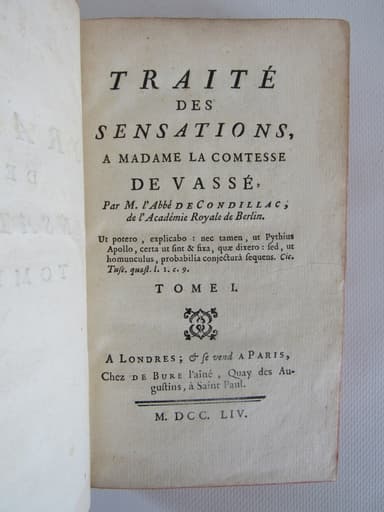 TRAITÉ
DES
SENSATIONS,
A MADAME LA COMTESSE
DE VASSÉ,
Par M. l'Abbé DE CONDILLAC,
de l'Académie Royale de Berlin.
Ut potero, explicabo : nec tamen, ut Pythius
Apollo, certa ut sint & fixa, quæ dixero : sed, ut
homunculus, probabilia conjecturâ sequens. Cic.
Tusc. quæst. l. 1. c. 9.
TOME I.
A LONDRES; & se vend A PARIS,
Chez DE BURE l'aîné, Quay des Au-
gustins, à Saint Paul.
M. DCC. LIV.